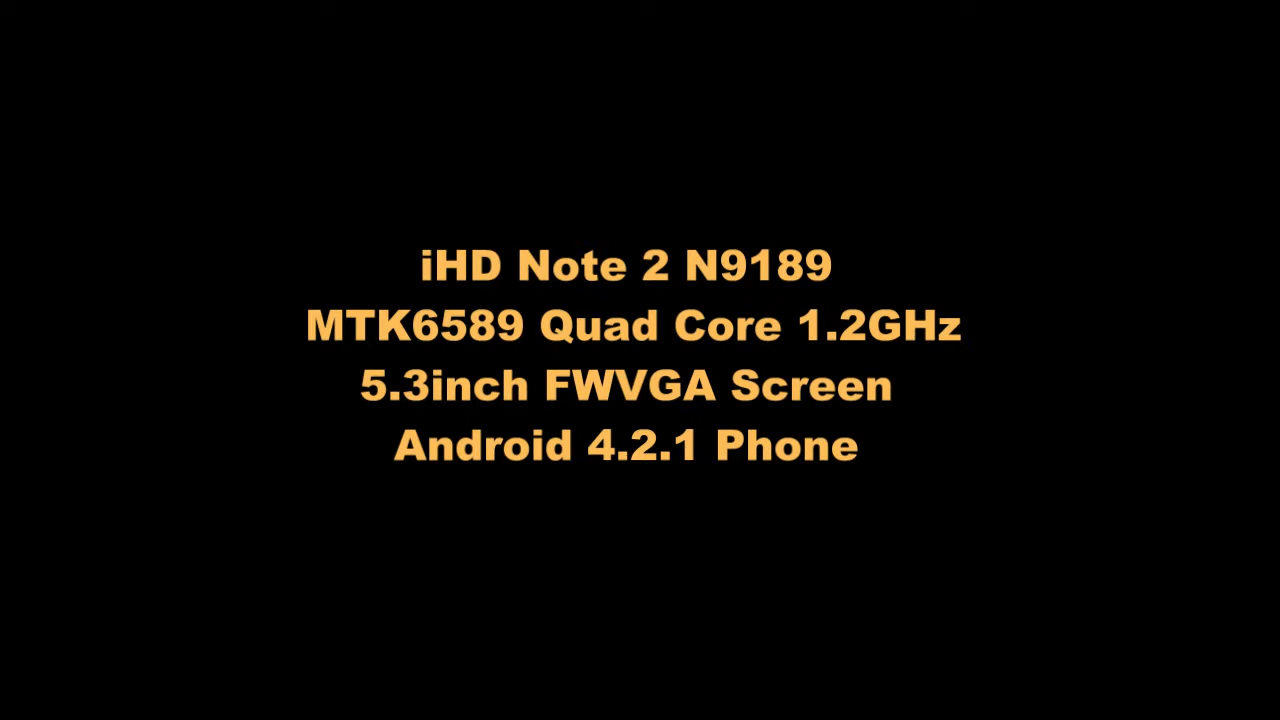 iHD Note 2 N9189
MTK6589 Quad Core 1.2GHz
5.3inch FWVGA Screen
Android 4.2.1 Phone